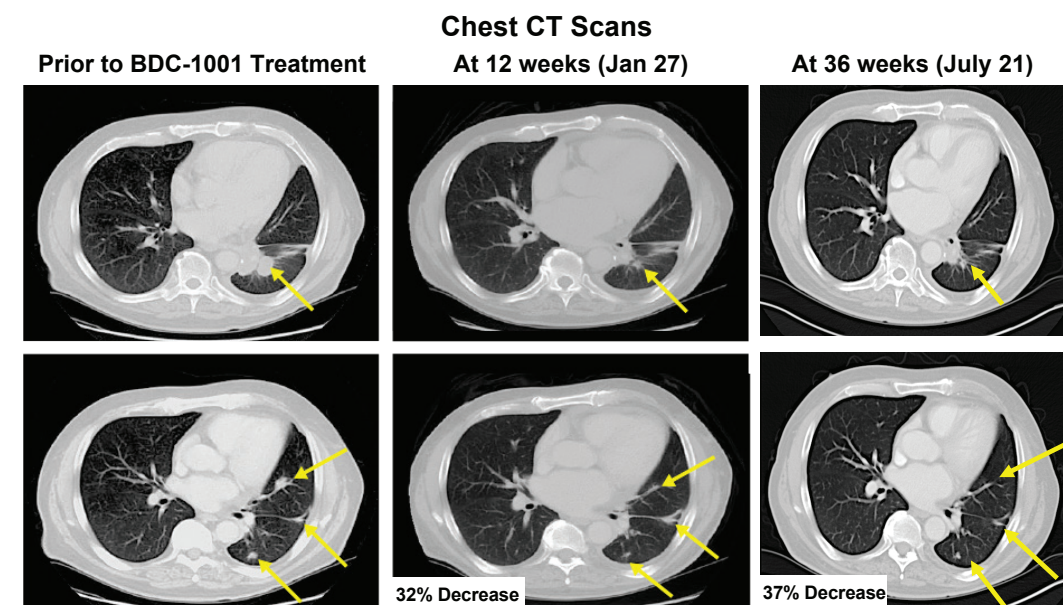 Chest CT Scans
Prior to BDC-1001 Treatment
At 12 weeks (Jan 27)
At 36 weeks (July 21)
32% Decrease
37% Decrease